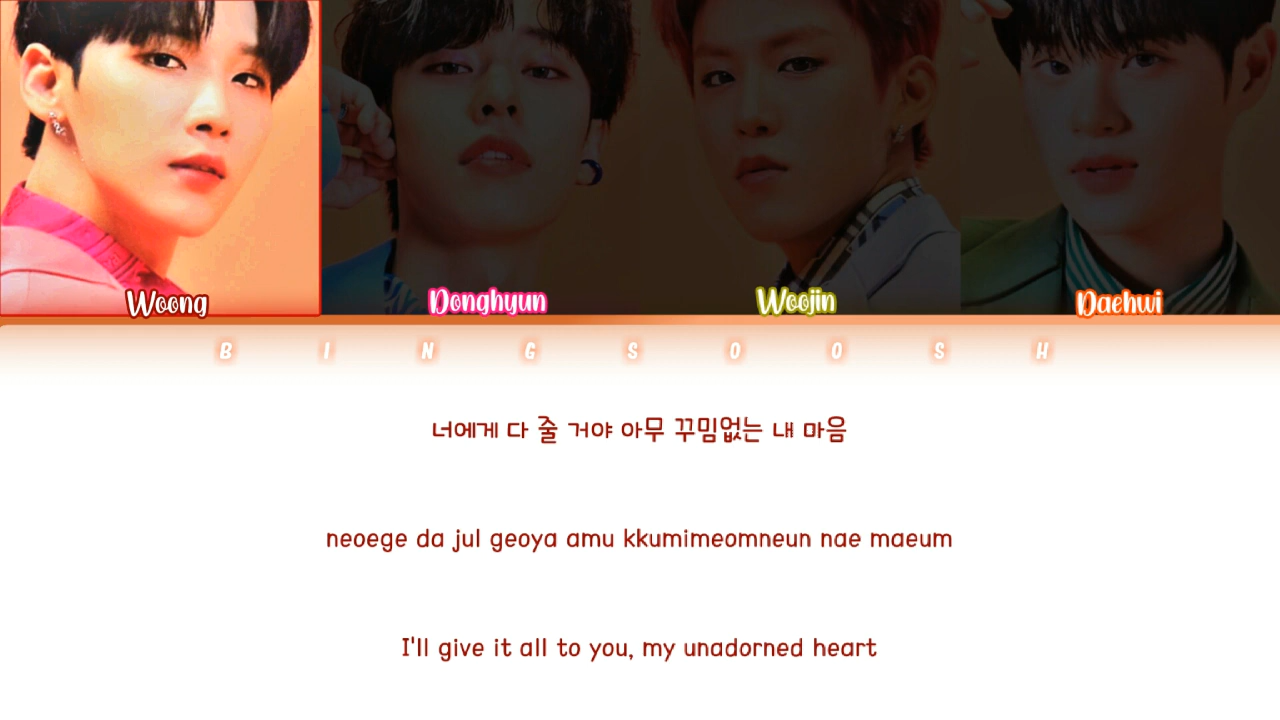 Woong Donghyun Woojin Daehwi
B I N G S O O S H
너에게 다 줄 거야 아무 꾸밈없는 내 마음
neoege da jul geoya amu kkumimeomneun nae maeum
I'll give it all to you, my unadorned heart